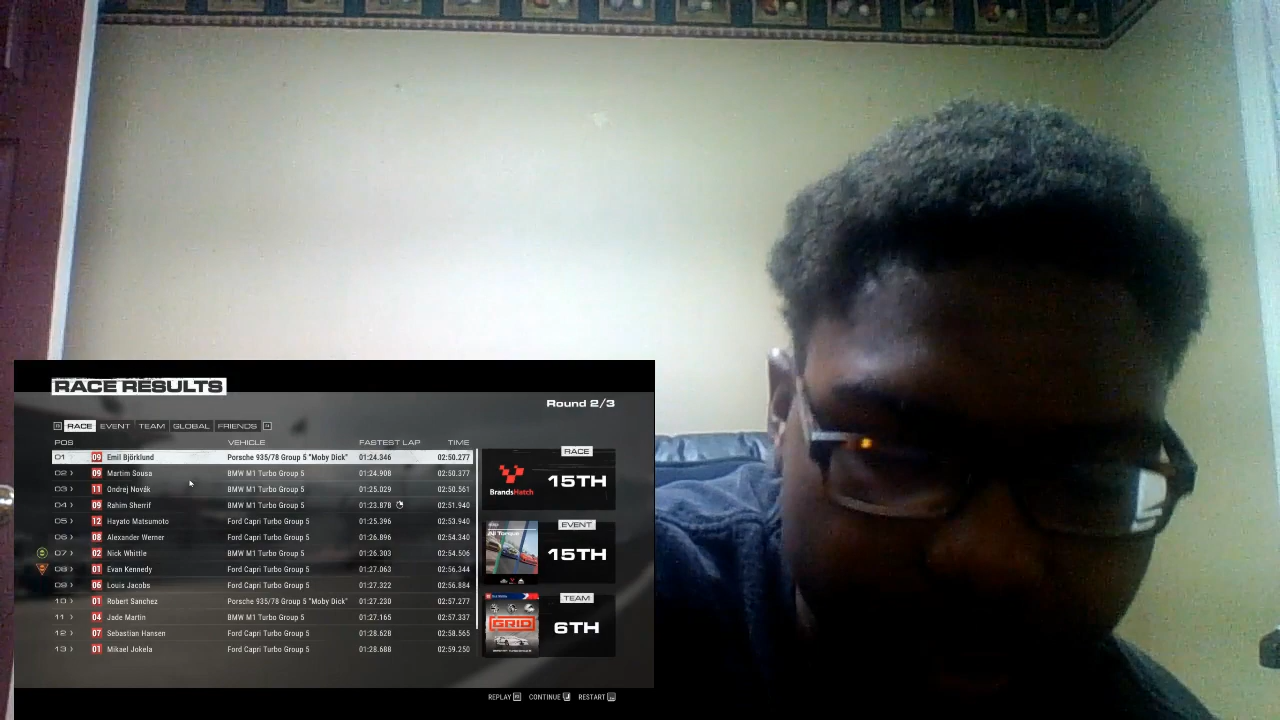 RACE RESULTS
Round 2/3
RACE EVENT TEAM GLOBAL FRIENDS
POS VEHICLE FASTEST LAP TIME
01 09 Emil Björklund Porsche 935/78 Group 5 "Moby Dick" 01:24.346 02:50.277
02 09 Martim Sousa BMW M1 Turbo Group 5 01:24.908 02:50.377
03 11 Ondrej Novák BMW M1 Turbo Group 5 01:25.029 02:50.561
04 09 Rahim Sherrif BMW M1 Turbo Group 5 01:23.878 02:51.940
05 12 Hayato Matsumoto Ford Capri Turbo Group 5 01:25.396 02:53.940
06 08 Alexander Werner Ford Capri Turbo Group 5 01:26.896 02:54.340
07 02 Nick Whittle BMW M1 Turbo Group 5 01:26.303 02:54.506
08 01 Evan Kennedy Ford Capri Turbo Group 5 01:27.063 02:56.344
09 06 Louis Jacobs Ford Capri Turbo Group 5 01:27.322 02:56.884
10 01 Robert Sanchez Porsche 935/78 Group 5 "Moby Dick" 01:27.230 02:57.277
11 04 Jade Martin BMW M1 Turbo Group 5 01:27.165 02:57.337
12 07 Sebastian Hansen Ford Capri Turbo Group 5 01:28.628 02:58.565
13 01 Mikael Jokela Ford Capri Turbo Group 5 01:28.688 02:59.250
RACE
BrandsHatch
15TH
EVENT
15TH
TEAM
GRID
6TH
REPLAY CONTINUE RESTART